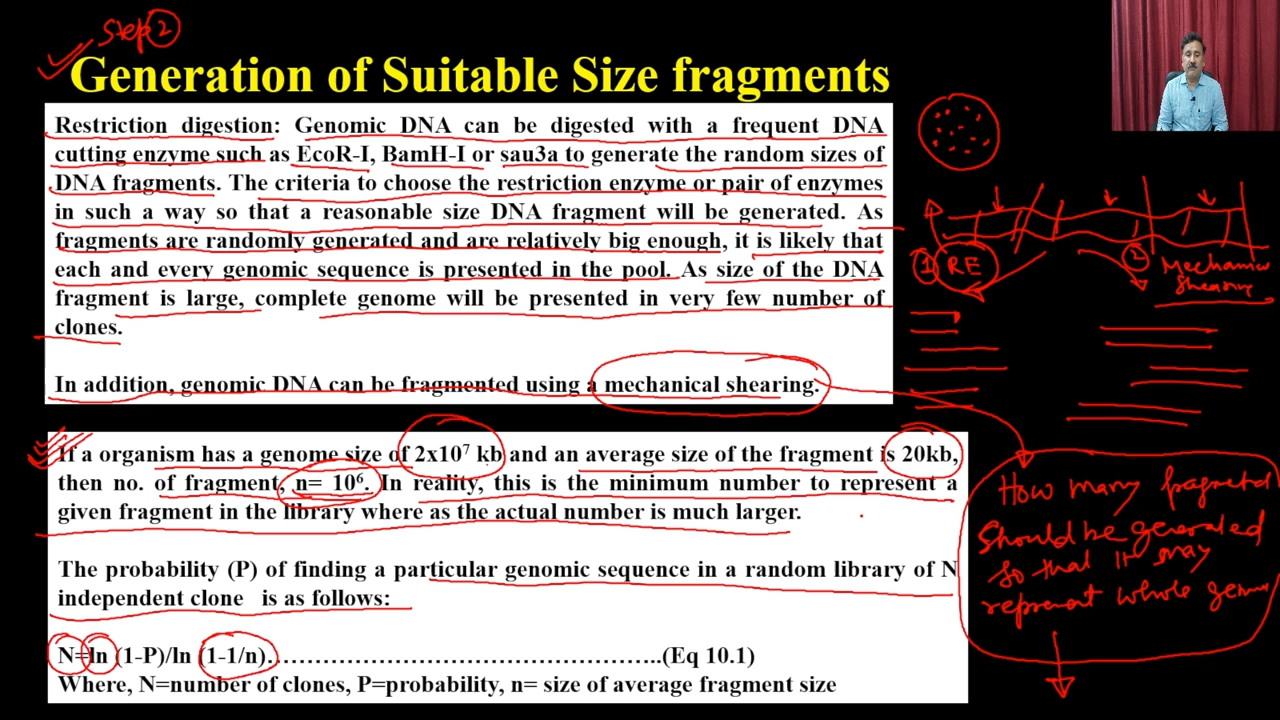 Step 2
Generation of Suitable Size fragments
Restriction digestion: Genomic DNA can be digested with a frequent DNA
cutting enzyme such as EcoR-I, BamH-I or sau3a to generate the random sizes of
DNA fragments. The criteria to choose the restriction enzyme or pair of enzymes
in such a way so that a reasonable size DNA fragment will be generated. As
fragments are randomly generated and are relatively big enough, it is likely that
each and every genomic sequence is presented in the pool. As size of the DNA
fragment is large, complete genome will be presented in very few number of
clones.
In addition, genomic DNA can be fragmented using a mechanical shearing.
1 RE
2 Mechanical
Shearing
If a organism has a genome size of 2x10⁷ kb and an average size of the fragment is 20kb,
then no. of fragment, n= 10⁶. In reality, this is the minimum number to represent a
given fragment in the library where as the actual number is much larger.
The probability (P) of finding a particular genomic sequence in a random library of N
independent clone is as follows:
N=ln (1-P)/ln (1-1/n)…………………………………………..(Eq 10.1)
Where, N=number of clones, P=probability, n= size of average fragment size
How many
should be generated
so that it may
represent whole